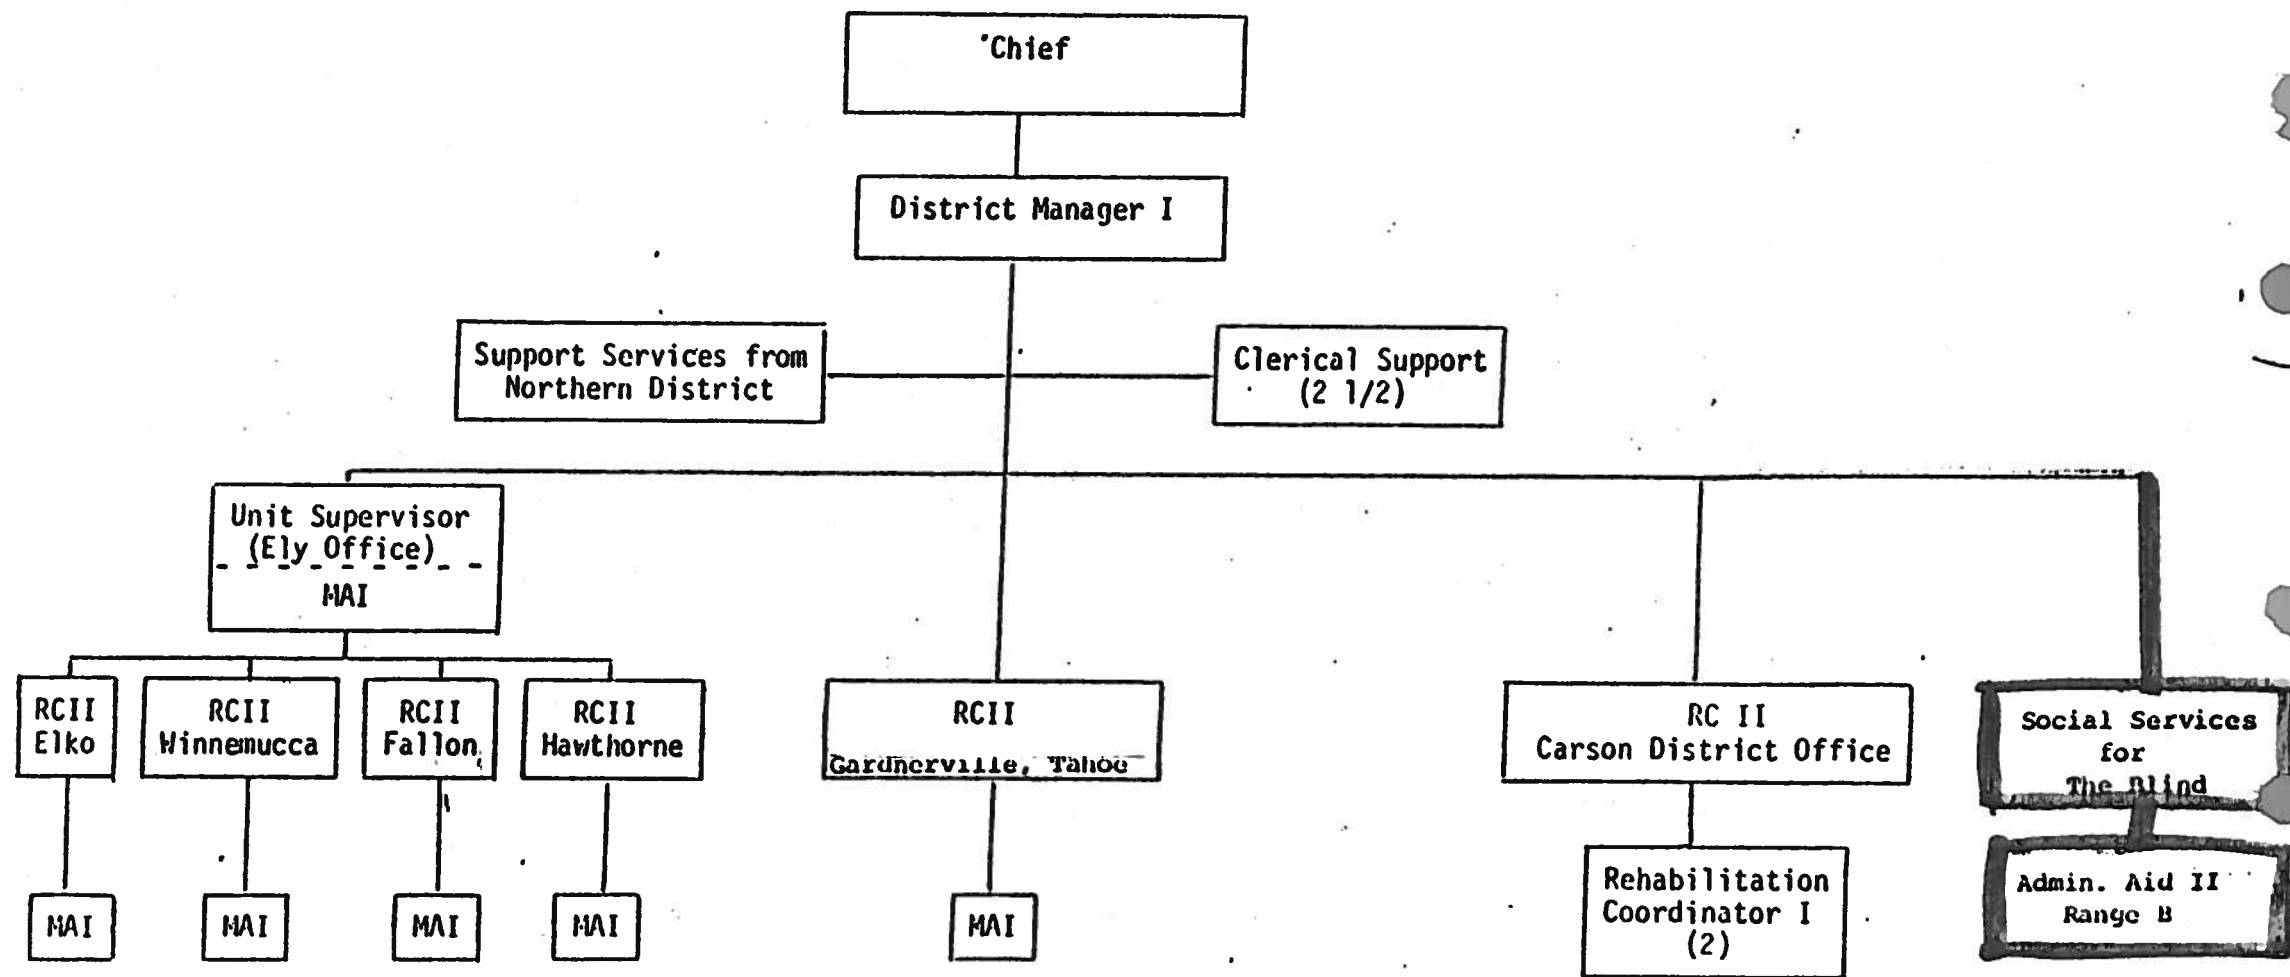 Chief
District Manager I
Support Services from
Northern District
Clerical Support
(2 1/2)
Unit Supervisor
(Ely Office)
MAI
RCII
Elko
RCII
Winnemucca
RCII
Fallon
RCII
Hawthorne
RCII
Gardnerville, Tahoe
RC II
Carson District Office
Social Services
for
The Blind
MAI
MAI
MAI
MAI
MAI
Rehabilitation
Coordinator I
(2)
Admin. Aid II
Range B